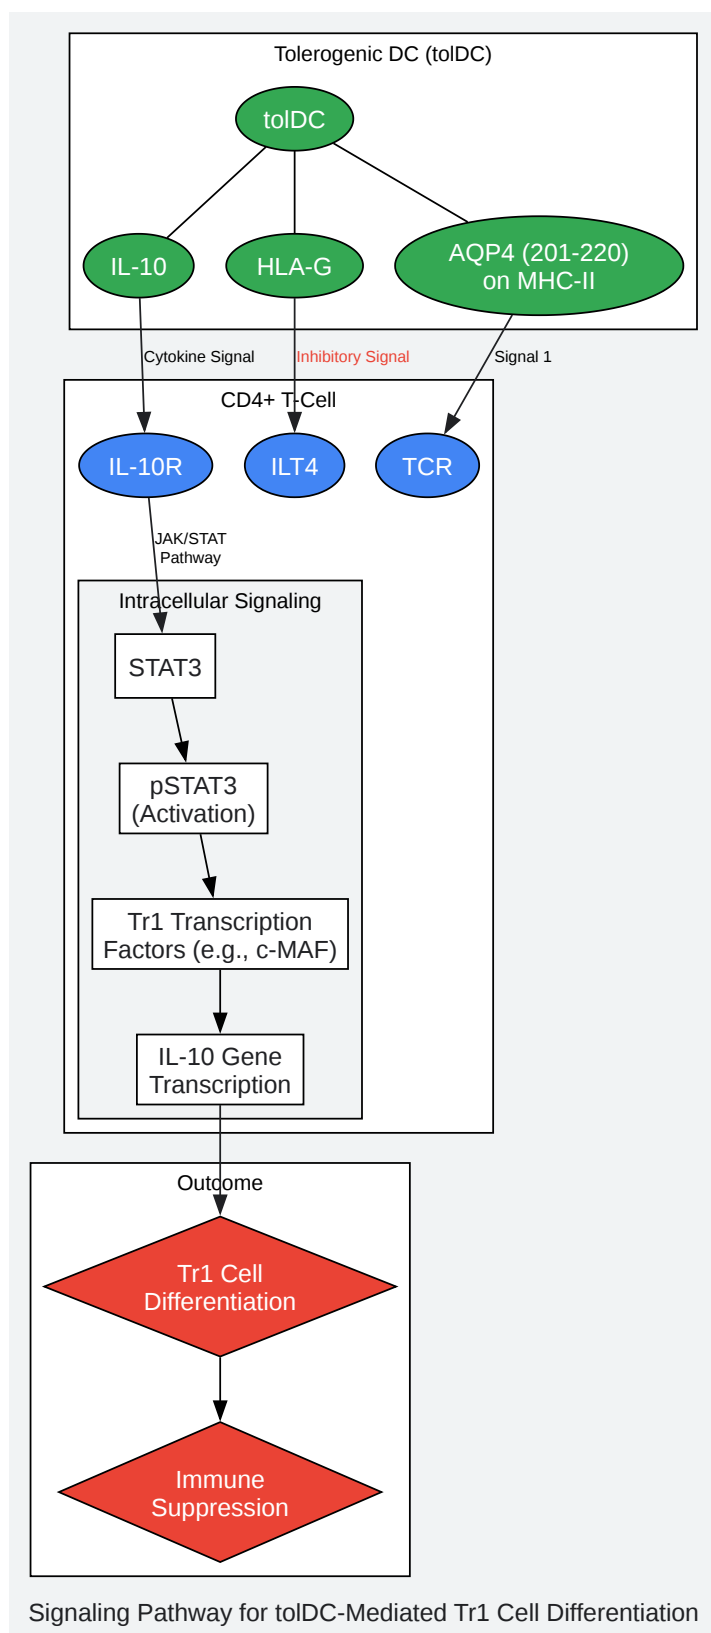 Tolerogenic DC (tolDC)
tolDC
IL-10
HLA-G
AQP4 (201-220)
on MHC-II
Cytokine Signal
Inhibitory Signal
Signal 1
CD4+ T-Cell
IL-10R
ILT4
TCR
JAK/STAT
Pathway
Intracellular Signaling
STAT3
pSTAT3
(Activation)
Tr1 Transcription
Factors (e.g., c-MAF)
IL-10 Gene
Transcription
Outcome
Tr1 Cell
Differentiation
Immune
Suppression
Signaling Pathway for tolDC-Mediated Tr1 Cell Differentiation